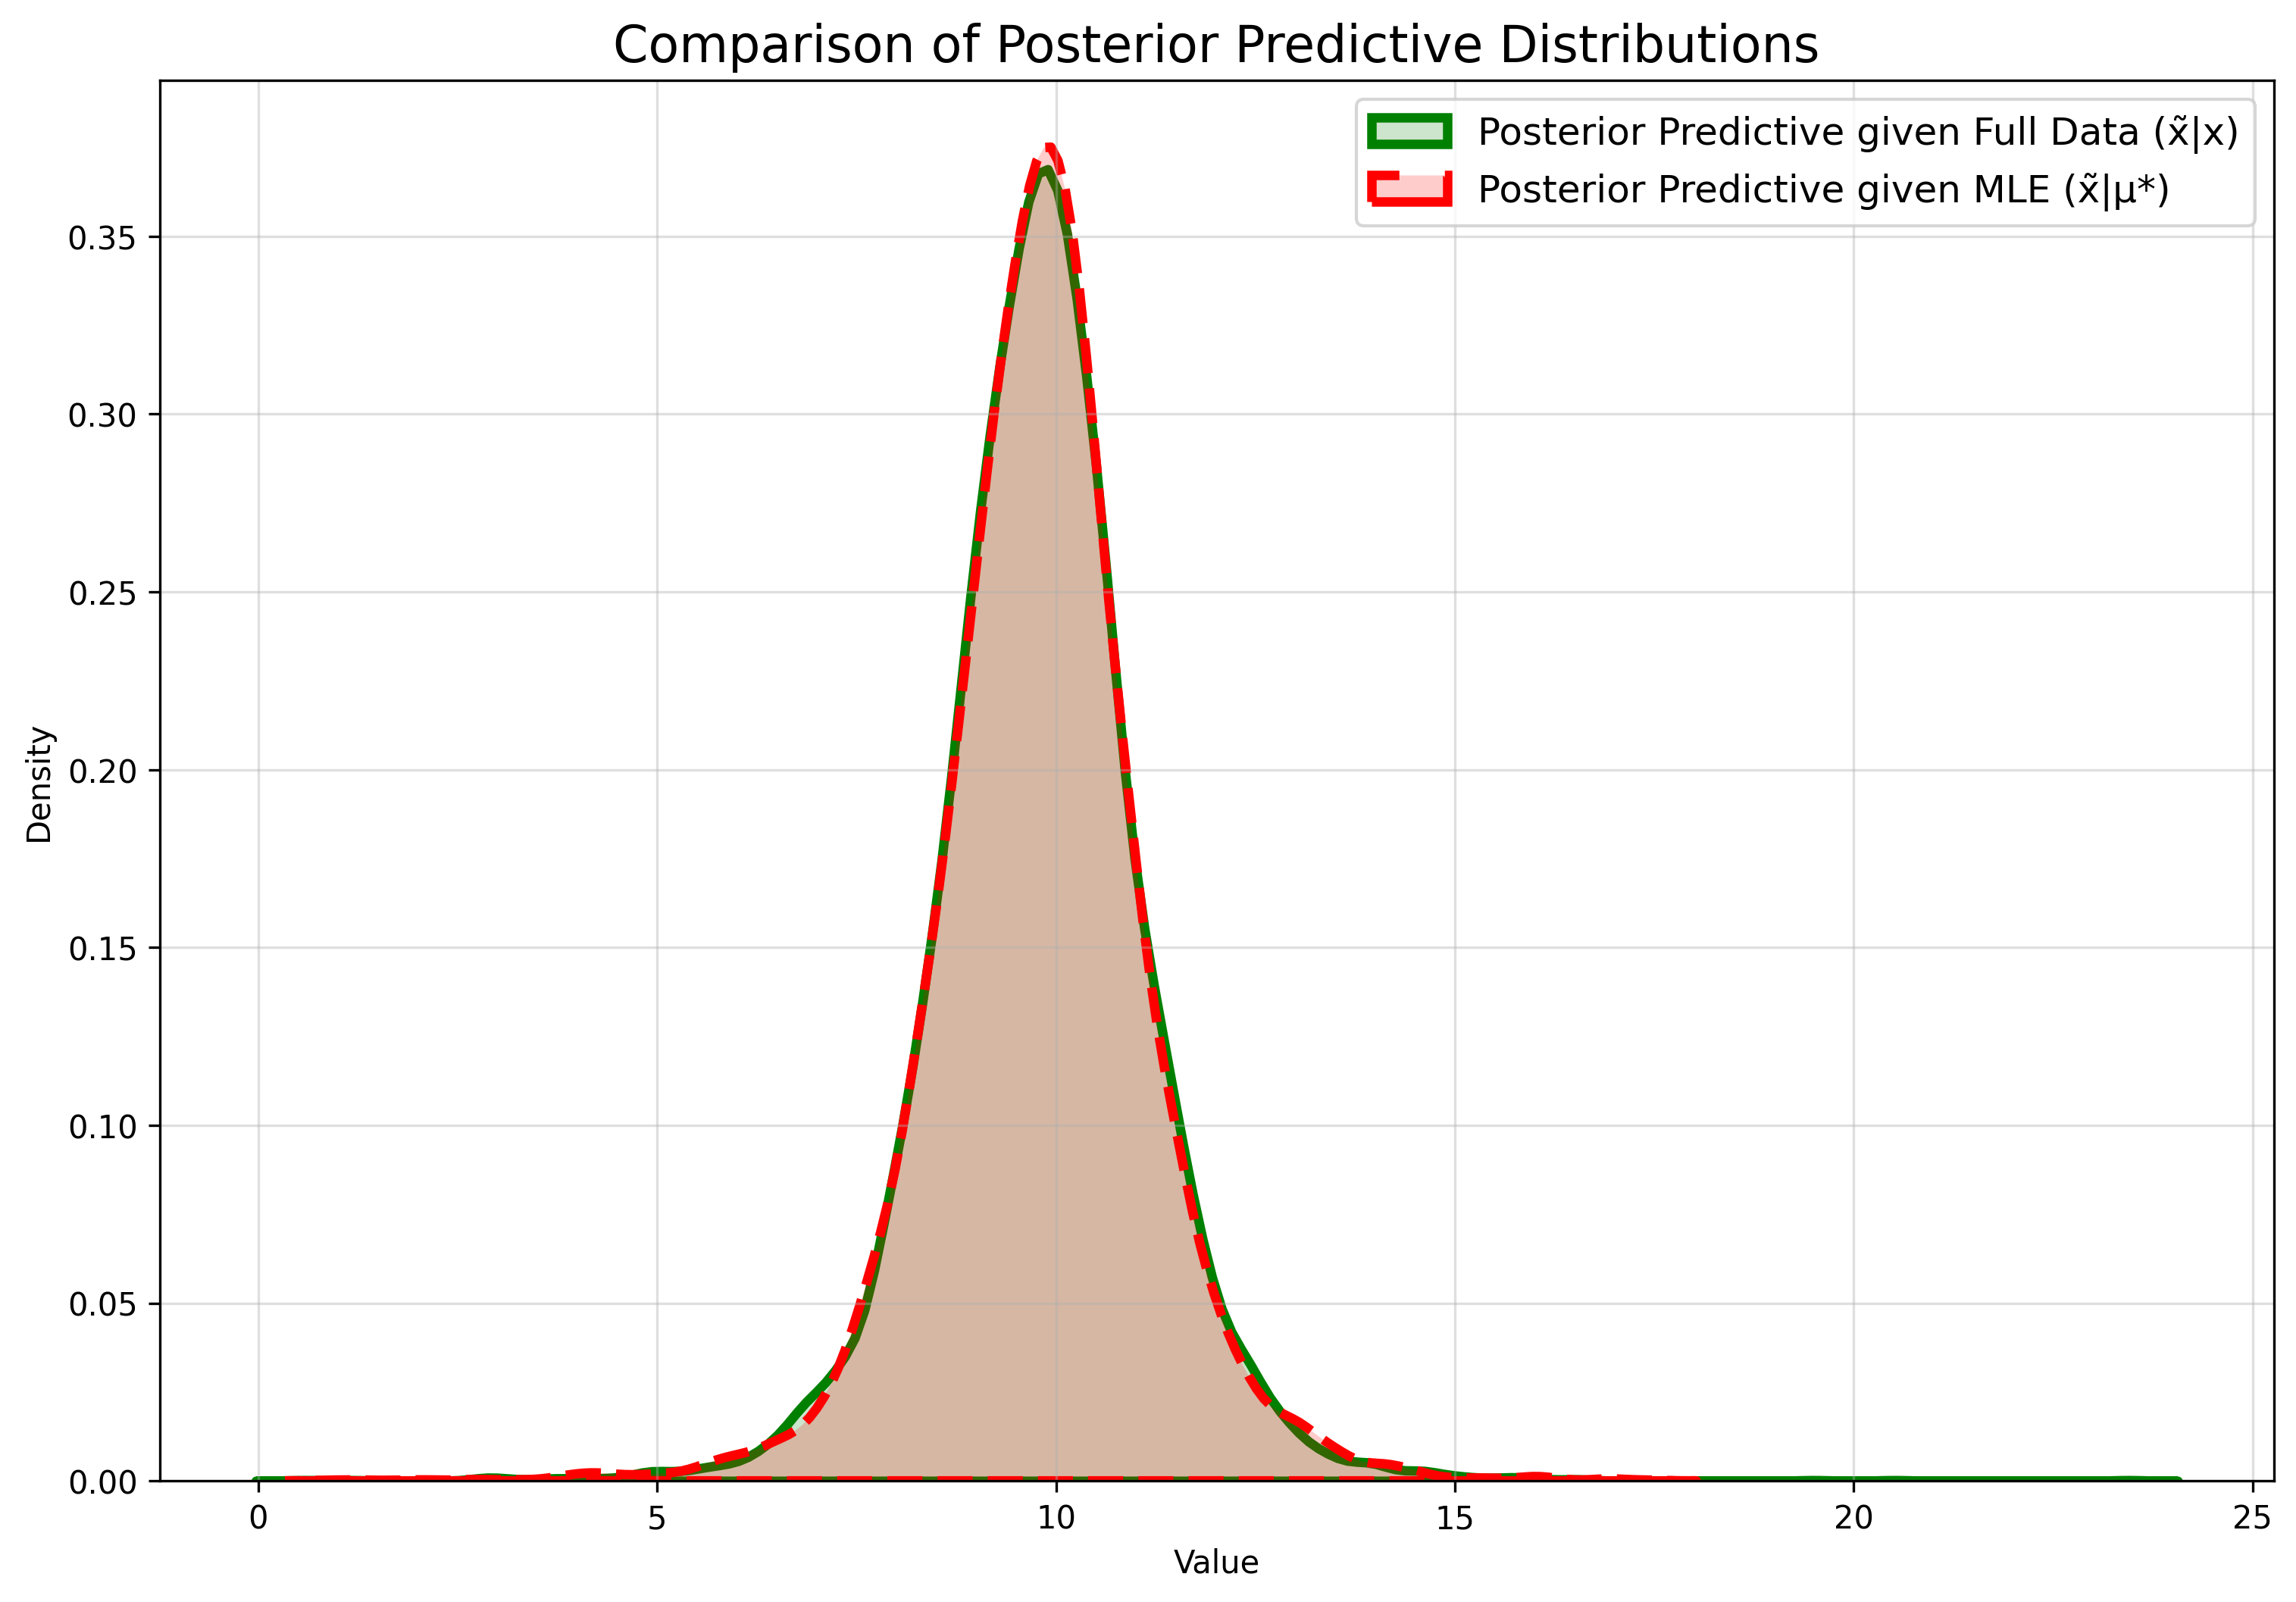 Comparison of Posterior Predictive Distributions
Posterior Predictive given Full Data (x̃|x)
Posterior Predictive given MLE (x̃|μ*)
Density
0.35
0.30
0.25
0.20
0.15
0.10
0.05
0.00
0 5 10 15 20 25
Value